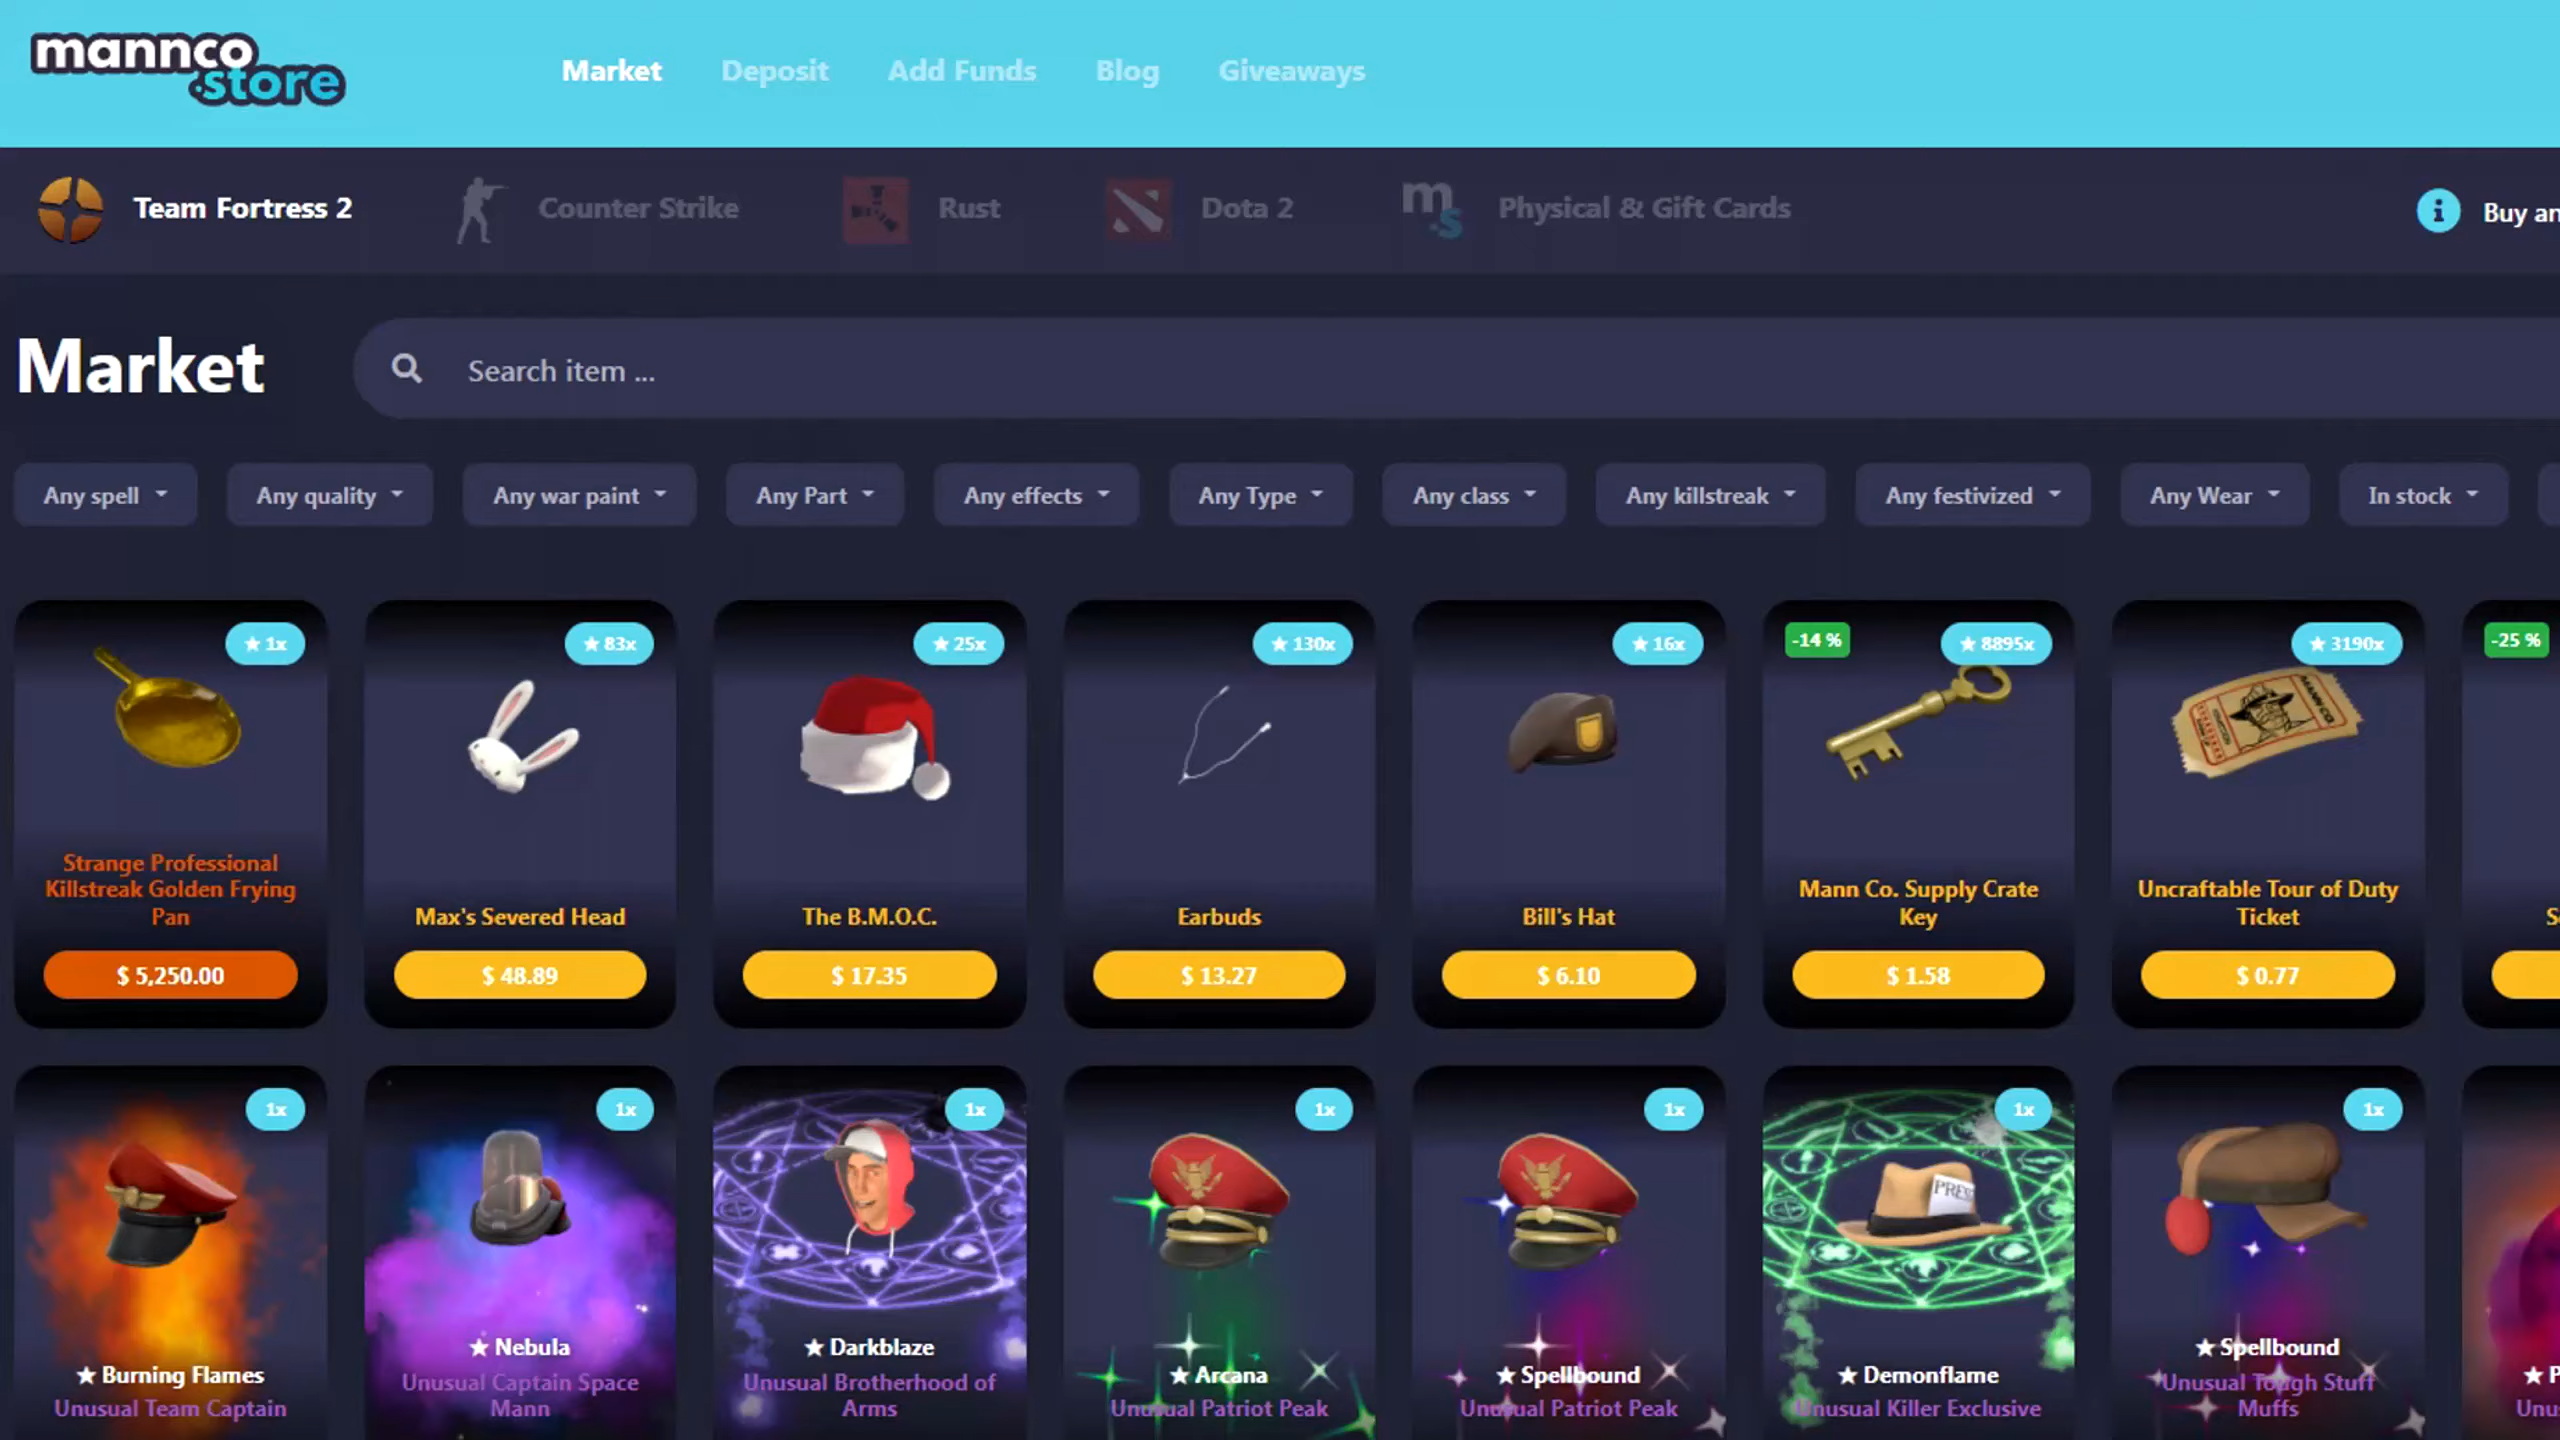 mannco
.store
Market
Deposit
Add Funds
Blog
Giveaways
Team Fortress 2
Counter Strike
Rust
Dota 2
m.s
Physical & Gift Cards
i
Buy an
Market
Search item ...
Any spell
Any quality
Any war paint
Any Part
Any effects
Any Type
Any class
Any killstreak
Any festivized
Any Wear
In stock
★ 1x
Strange Professional
Killstreak Golden Frying
Pan
$ 5,250.00
★ 83x
Max's Severed Head
$ 48.89
★ 25x
The B.M.O.C.
$ 17.35
★ 130x
Earbuds
$ 13.27
★ 16x
Bill's Hat
$ 6.10
-14 %
★ 8895x
Mann Co. Supply Crate
Key
$ 1.58
★ 3190x
MANN CO.
Uncraftable Tour of Duty
Ticket
$ 0.77
-25 %
S
1x
★ Burning Flames
Unusual Team Captain
1x
★ Nebula
Unusual Captain Space
Mann
1x
★ Darkblaze
Unusual Brotherhood of
Arms
1x
★ Arcana
Unusual Patriot Peak
1x
★ Spellbound
Unusual Patriot Peak
1x
PRESS
★ Demonflame
Unusual Killer Exclusive
1x
★ Spellbound
Unusual Tough Stuff
Muffs
★ P
Unus